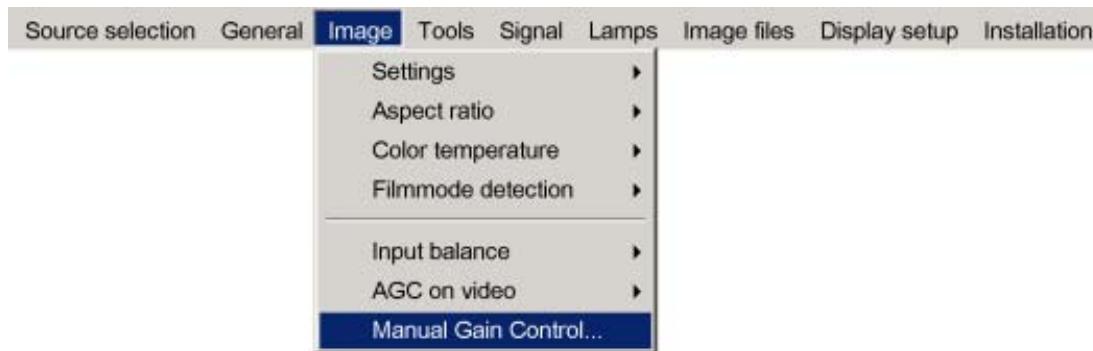 Source selection General Image Tools Signal Lamps Image files Display setup Installation
Settings
Aspect ratio
Color temperature
Filmmode detection
Input balance
AGC on video
Manual Gain Control...